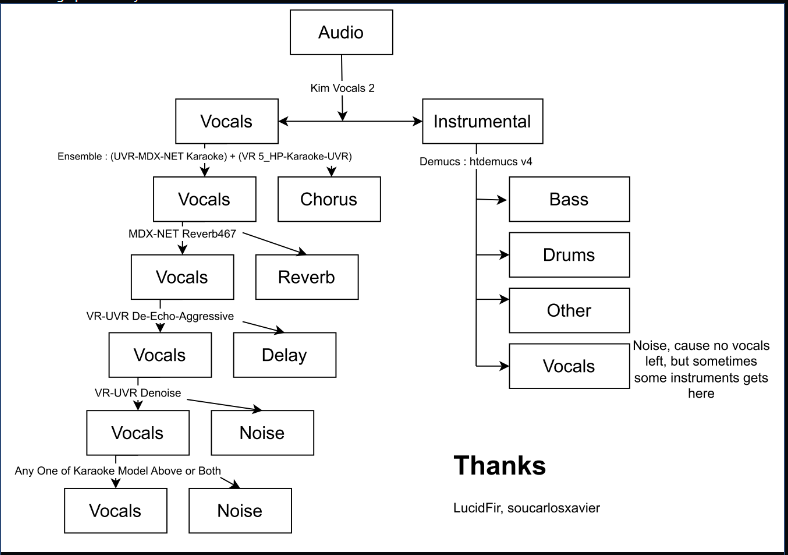 Audio
Kim Vocals 2
Vocals
Instrumental
Ensemble : (UVR-MDX-NET Karaoke) + (VR 5_HP-Karaoke-UVR)
Demucs : htdemucs v4
Vocals
Chorus
Bass
MDX-NET Reverb467
Vocals
Reverb
Drums
VR-UVR De-Echo-Aggressive
Other
Vocals
Delay
Vocals
Noise, cause no vocals
left, but sometimes
some instruments gets
here
VR-UVR Denoise
Vocals
Noise
Any One of Karaoke Model Above or Both
Vocals
Noise
Thanks
LucidFir, soucarlosxavier